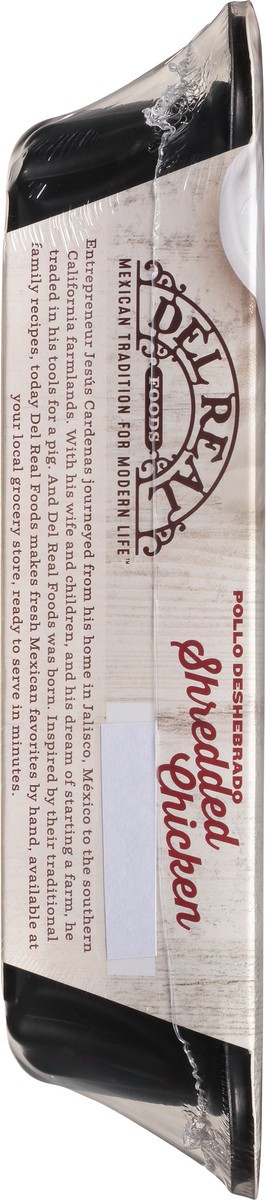 DEL REAL
FOODS
MEXICAN TRADITION FOR MODERN LIFE™
POLLO DESHEBRADO
Shredded
Chicken
Entrepreneur Jesús Cardenas journeyed from his home in Jalisco, México to the southern
California farmlands. With his wife and children, and his dream of starting a farm, he
traded in his tools for a pig. And Del Real Foods was born. Inspired by their traditional
family recipes, today Del Real Foods makes fresh Mexican favorites by hand, available at
your local grocery store, ready to serve in minutes.